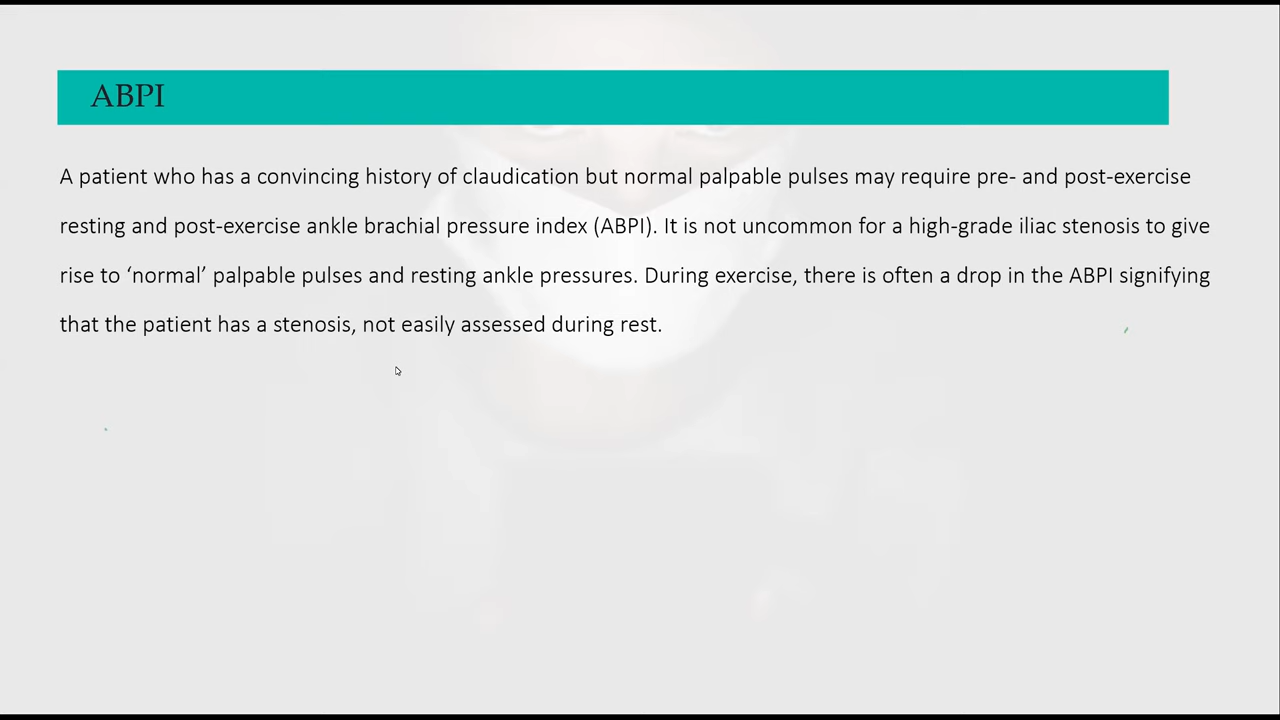 ABPI
A patient who has a convincing history of claudication but normal palpable pulses may require pre- and post-exercise
resting and post-exercise ankle brachial pressure index (ABPI). It is not uncommon for a high-grade iliac stenosis to give
rise to ‘normal’ palpable pulses and resting ankle pressures. During exercise, there is often a drop in the ABPI signifying
that the patient has a stenosis, not easily assessed during rest.